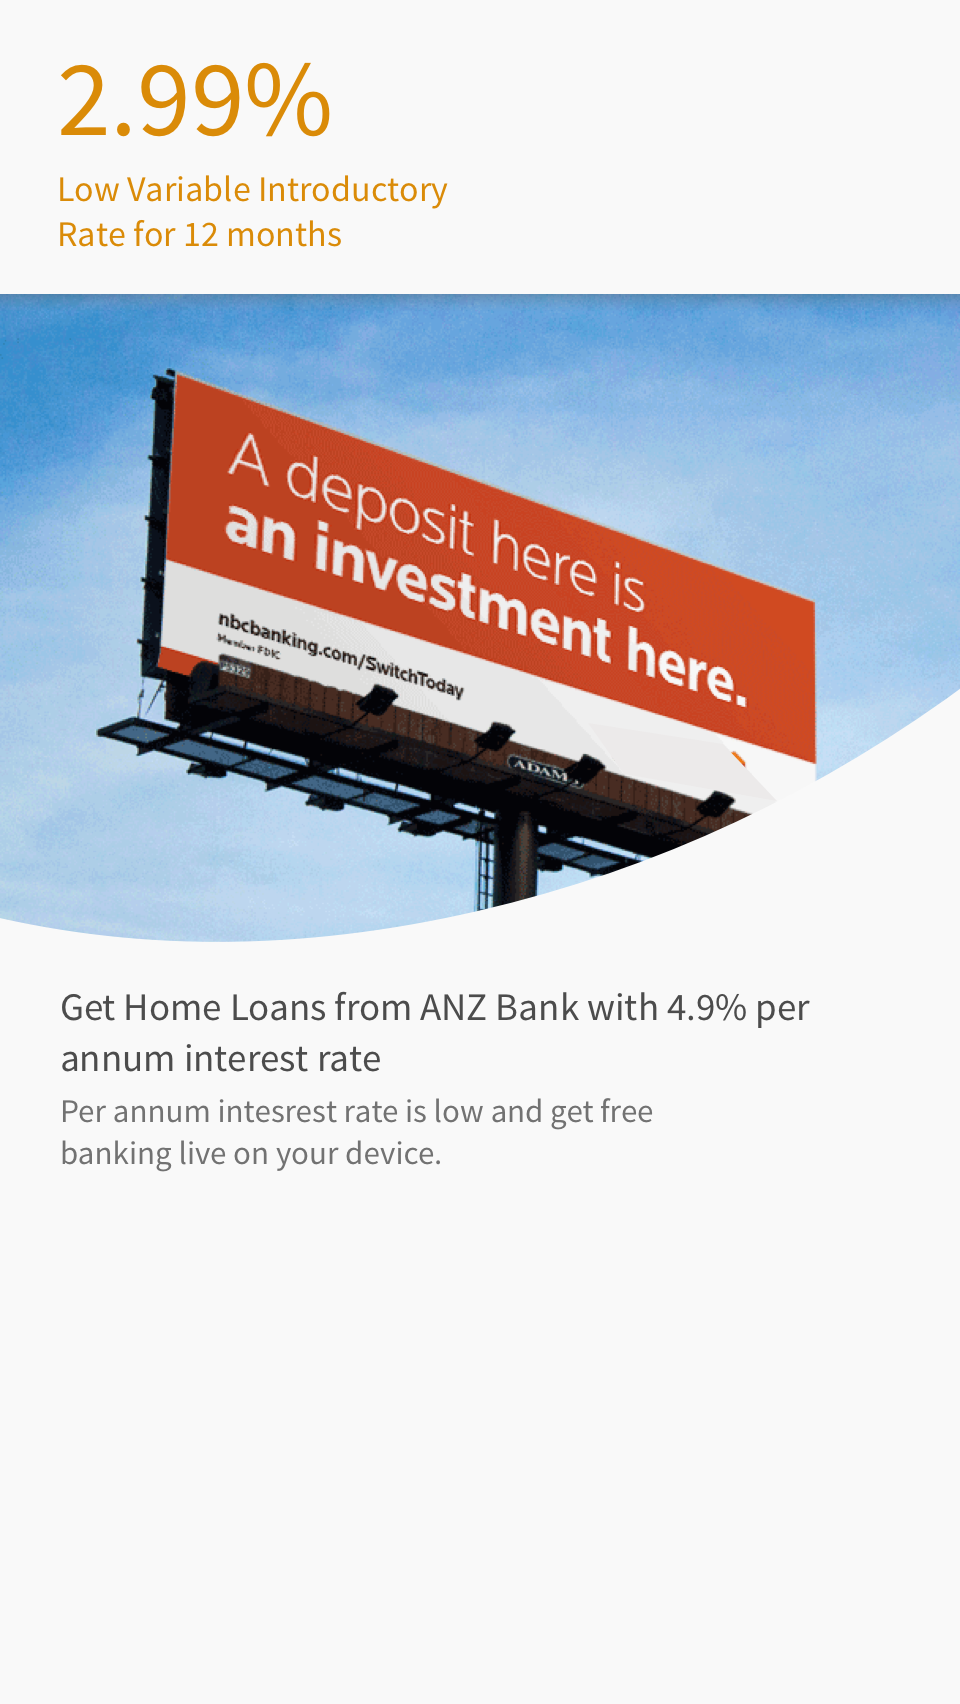 2.99%
Low Variable Introductory
Rate for 12 months
A deposit here is
an investment here.
nbcbanking.com/SwitchToday
Member FDIC
ADAMS
Get Home Loans from ANZ Bank with 4.9% per
annum interest rate
Per annum intesrest rate is low and get free
banking live on your device.